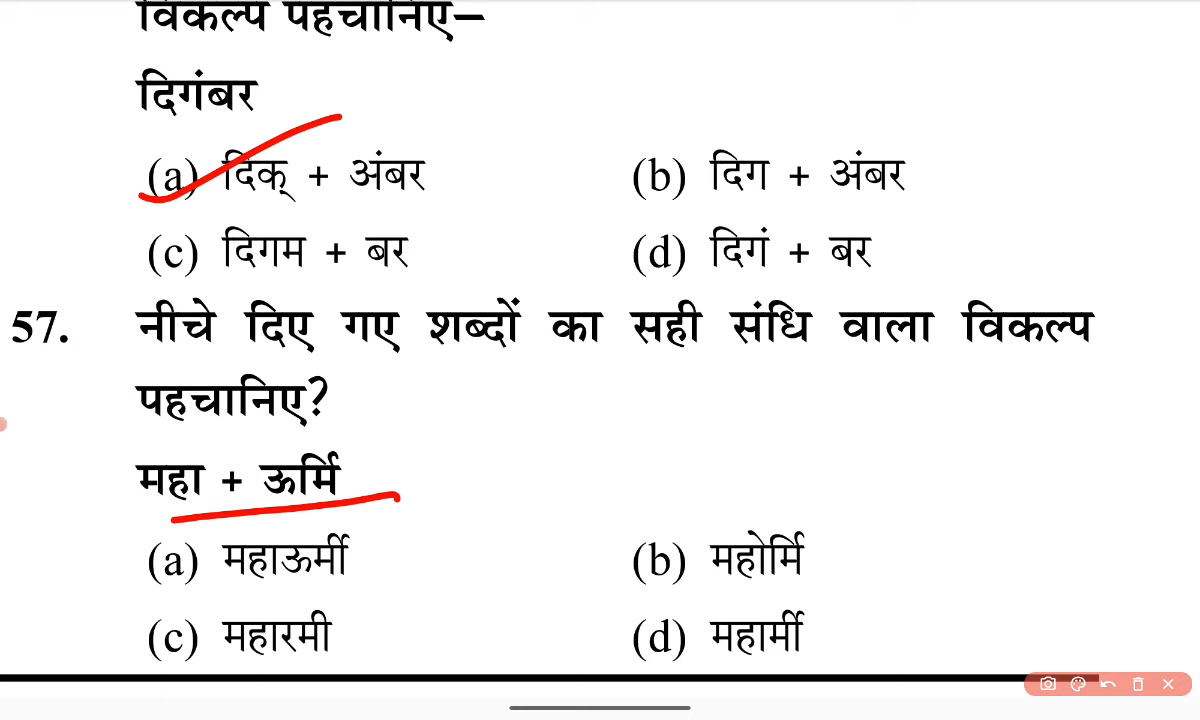 विकल्प पहचानिए–
दिगंबर
(a) दिक् + अंबर (b) दिग + अंबर
(c) दिगम + बर (d) दिगं + बर
57. नीचे दिए गए शब्दों का सही संधि वाला विकल्प
पहचानिए?
महा + ऊर्मि
(a) महाऊर्मी (b) महोर्मि
(c) महारमी (d) महार्मी